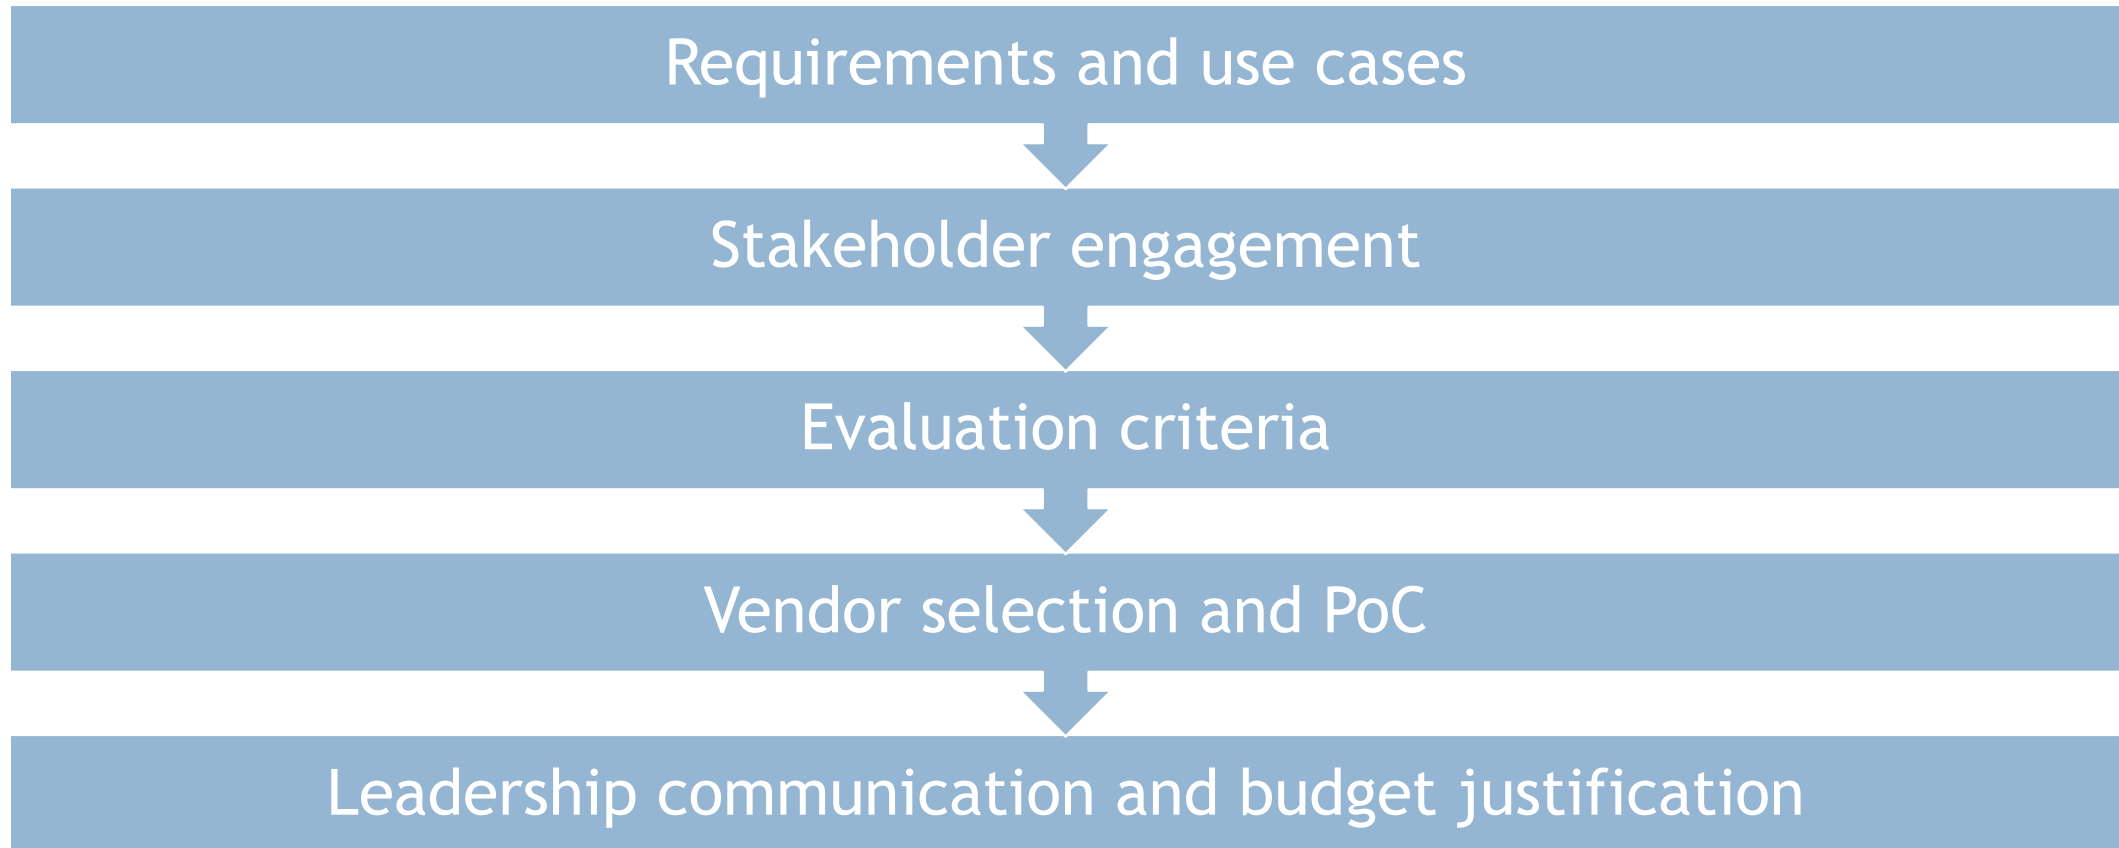 Requirements and use cases
Stakeholder engagement
Evaluation criteria
Vendor selection and PoC
Leadership communication and budget justification